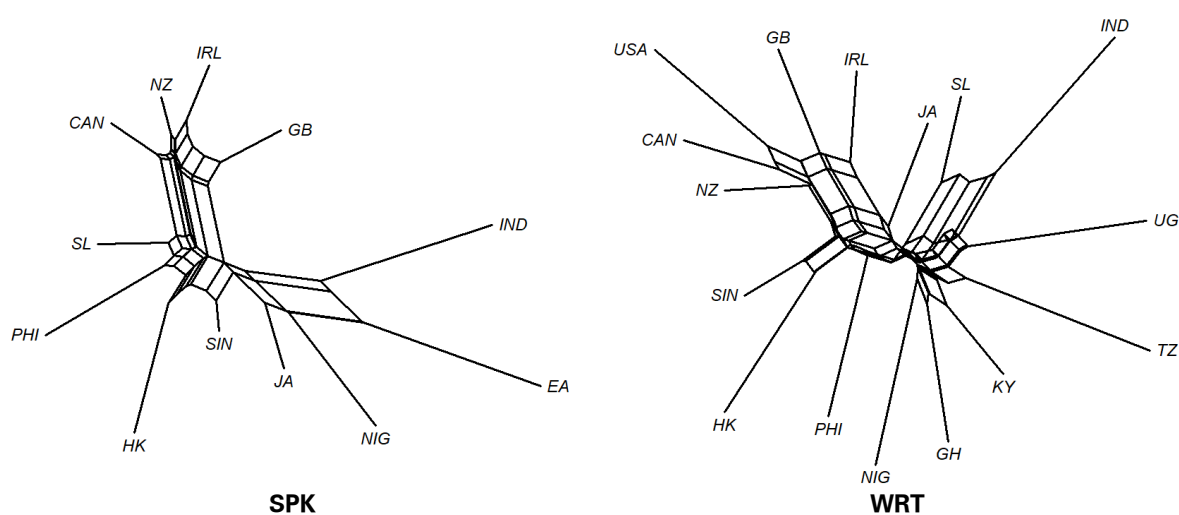 IRL
NZ
CAN
GB
SL
IND
PHI
SIN
JA
EA
HK
NIG
SPK
USA
GB
IRL
IND
SL
JA
CAN
NZ
UG
SIN
TZ
KY
HK
PHI
GH
NIG
WRT